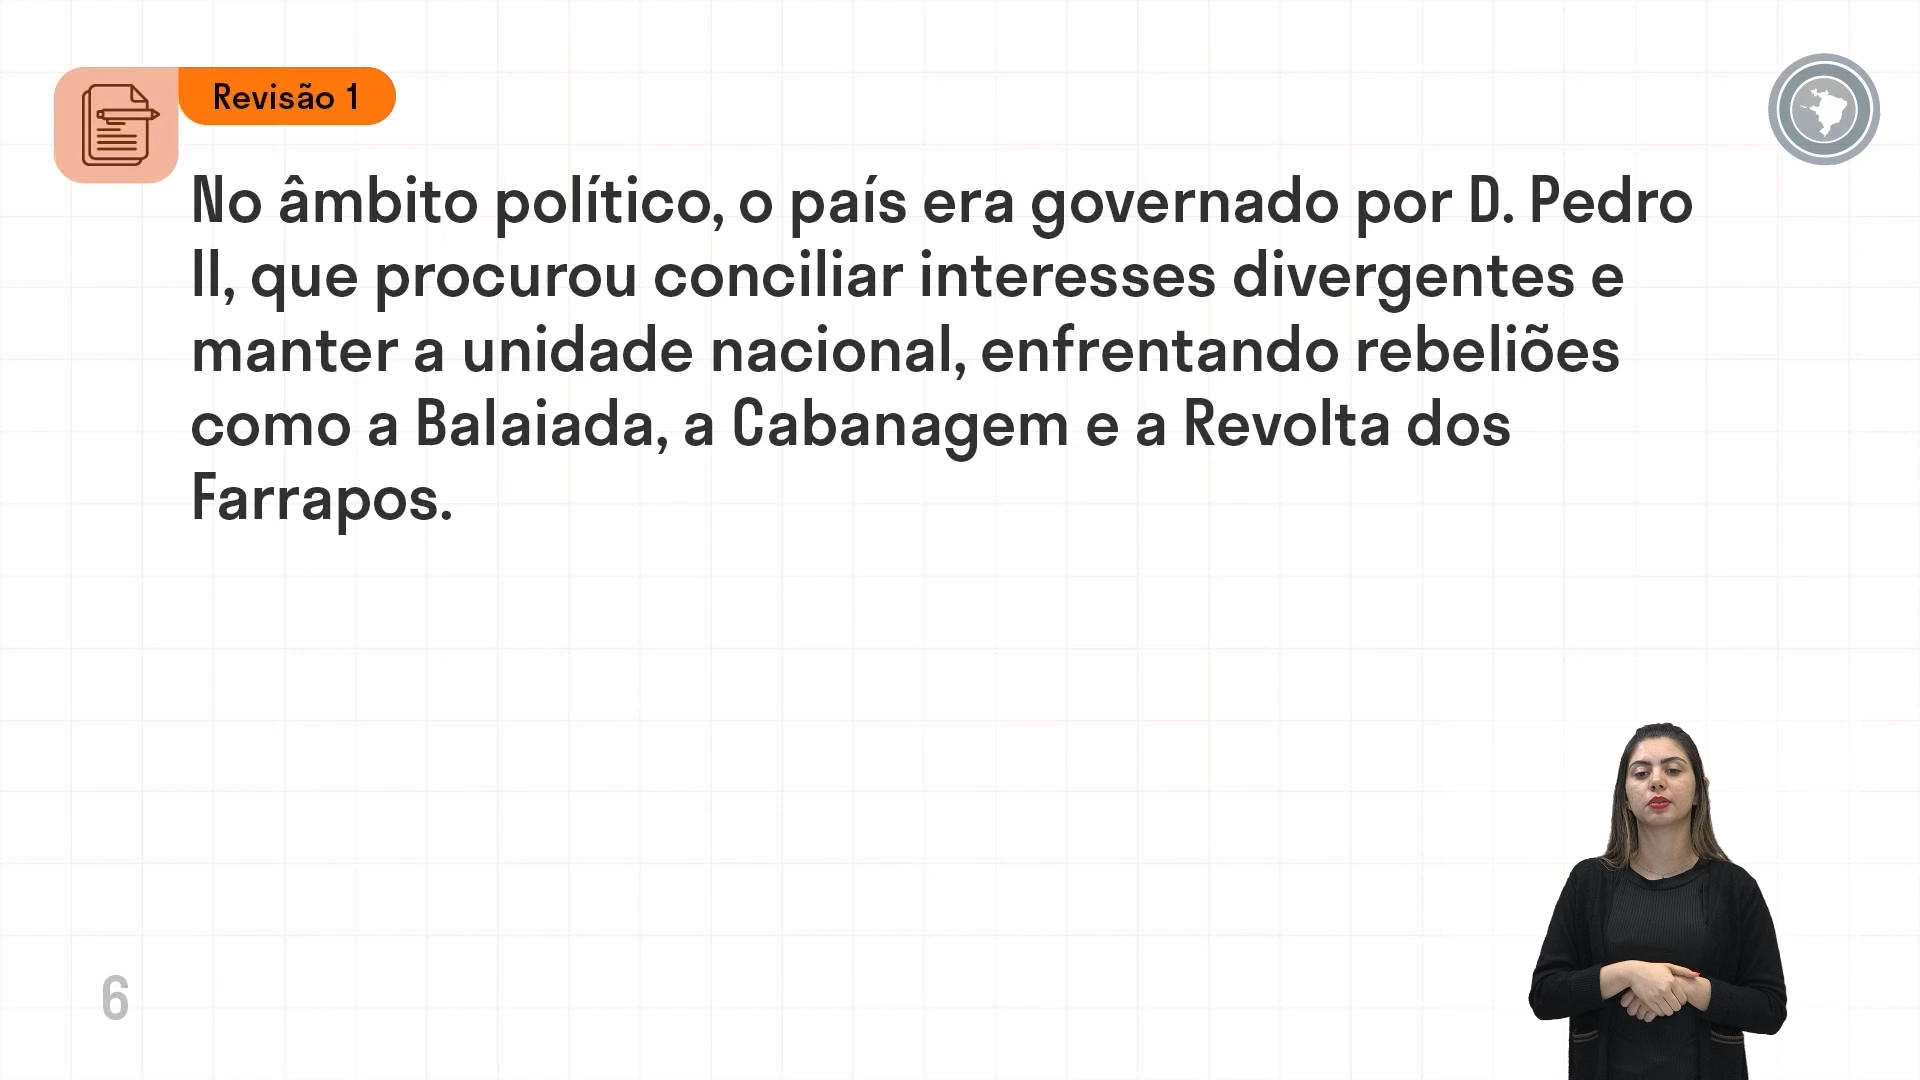 Revisão 1
No âmbito político, o país era governado por D. Pedro
II, que procurou conciliar interesses divergentes e
manter a unidade nacional, enfrentando rebeliões
como a Balaiada, a Cabanagem e a Revolta dos
Farrapos.
6